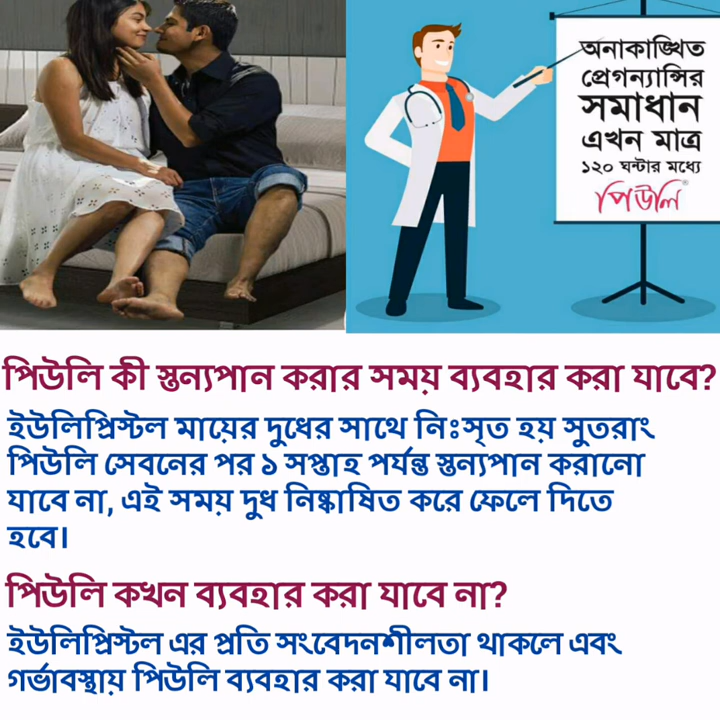 অনাকাঙ্খিত
প্রেগন্যান্সির
সমাধান
এখন মাত্র
১২০ ঘন্টার মধ্যে
পিউলি®
পিউলি কী স্তন্যপান করার সময় ব্যবহার করা যাবে?
ইউলিপ্রিস্টল মায়ের দুধের সাথে নিঃসৃত হয় সুতরাং
পিউলি সেবনের পর ১ সপ্তাহ পর্যন্ত স্তন্যপান করানো
যাবে না, এই সময় দুধ নিষ্কাষিত করে ফেলে দিতে
হবে।
পিউলি কখন ব্যবহার করা যাবে না?
ইউলিপ্রিস্টল এর প্রতি সংবেদনশীলতা থাকলে এবং
গর্ভাবস্থায় পিউলি ব্যবহার করা যাবে না।